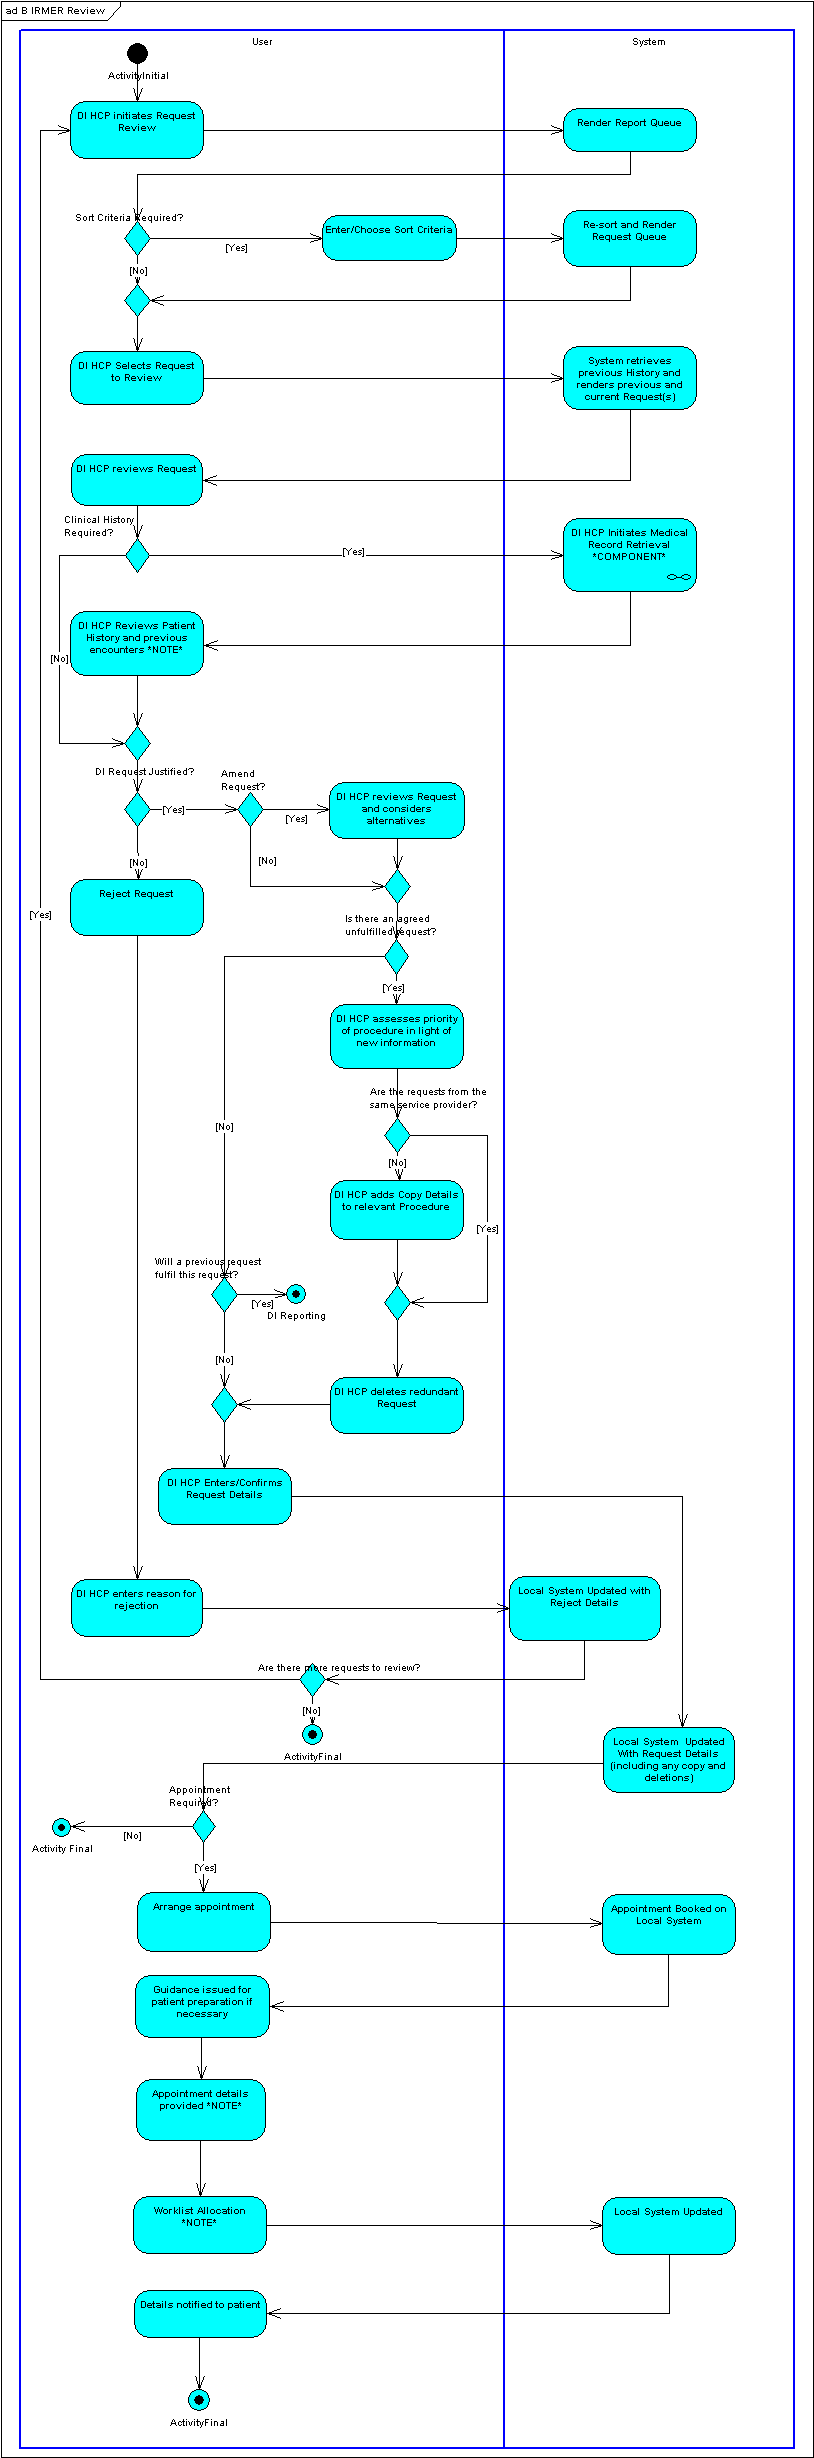 ad B IRMER Review
User
System
ActivityInitial
DI HCP initiates Request
Review
Render Report Queue
Sort Criteria Required?
Enter/Choose Sort Criteria
Re-sort and Render
Request Queue
[Yes]
[No]
DI HCP Selects Request
to Review
System retrieves
previous History and
renders previous and
current Request(s)
DI HCP reviews Request
Clinical History
Required?
[Yes]
DI HCP Initiates Medical
Record Retrieval
*COMPONENT*
DI HCP Reviews Patient
History and previous
encounters *NOTE*
[No]
DI Request Justified?
Amend
Request?
[Yes]
[Yes]
DI HCP reviews Request
and considers
alternatives
[No]
[No]
Reject Request
[Yes]
Is there an agreed
unfulfilled request?
[Yes]
DI HCP assesses priority
of procedure in light of
new information
Are the requests from the
same service provider?
[No]
[No]
DI HCP adds Copy Details
to relevant Procedure
[Yes]
Will a previous request
fulfil this request?
[Yes]
DI Reporting
[No]
DI HCP deletes redundant
Request
DI HCP Enters/Confirms
Request Details
DI HCP enters reason for
rejection
Local System Updated with
Reject Details
Are there more requests to review?
[No]
ActivityFinal
Local System  Updated
With Request Details
(including any copy and
deletions)
Appointment
Required?
[No]
Activity Final
[Yes]
Arrange appointment
Appointment Booked on
Local System
Guidance issued for
patient preparation if
necessary
Appointment details
provided *NOTE*
Worklist Allocation
*NOTE*
Local System Updated
Details notified to patient
ActivityFinal